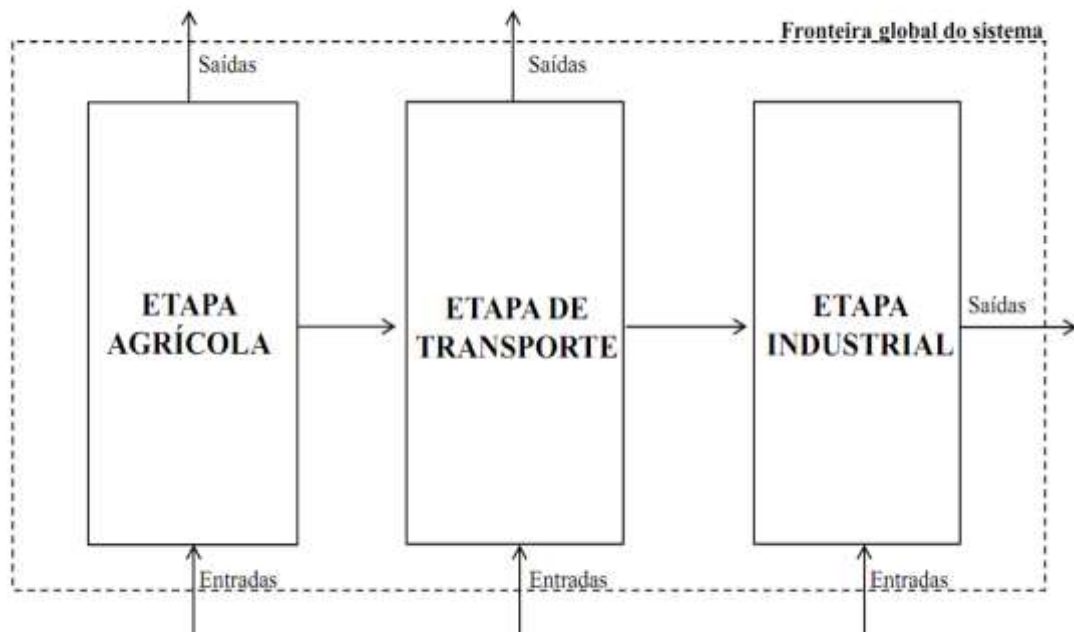 Fronteira global do sistema
Saídas
Saídas
ETAPA
AGRÍCOLA
ETAPA DE
TRANSPORTE
ETAPA
INDUSTRIAL
Saídas
Entradas
Entradas
Entradas